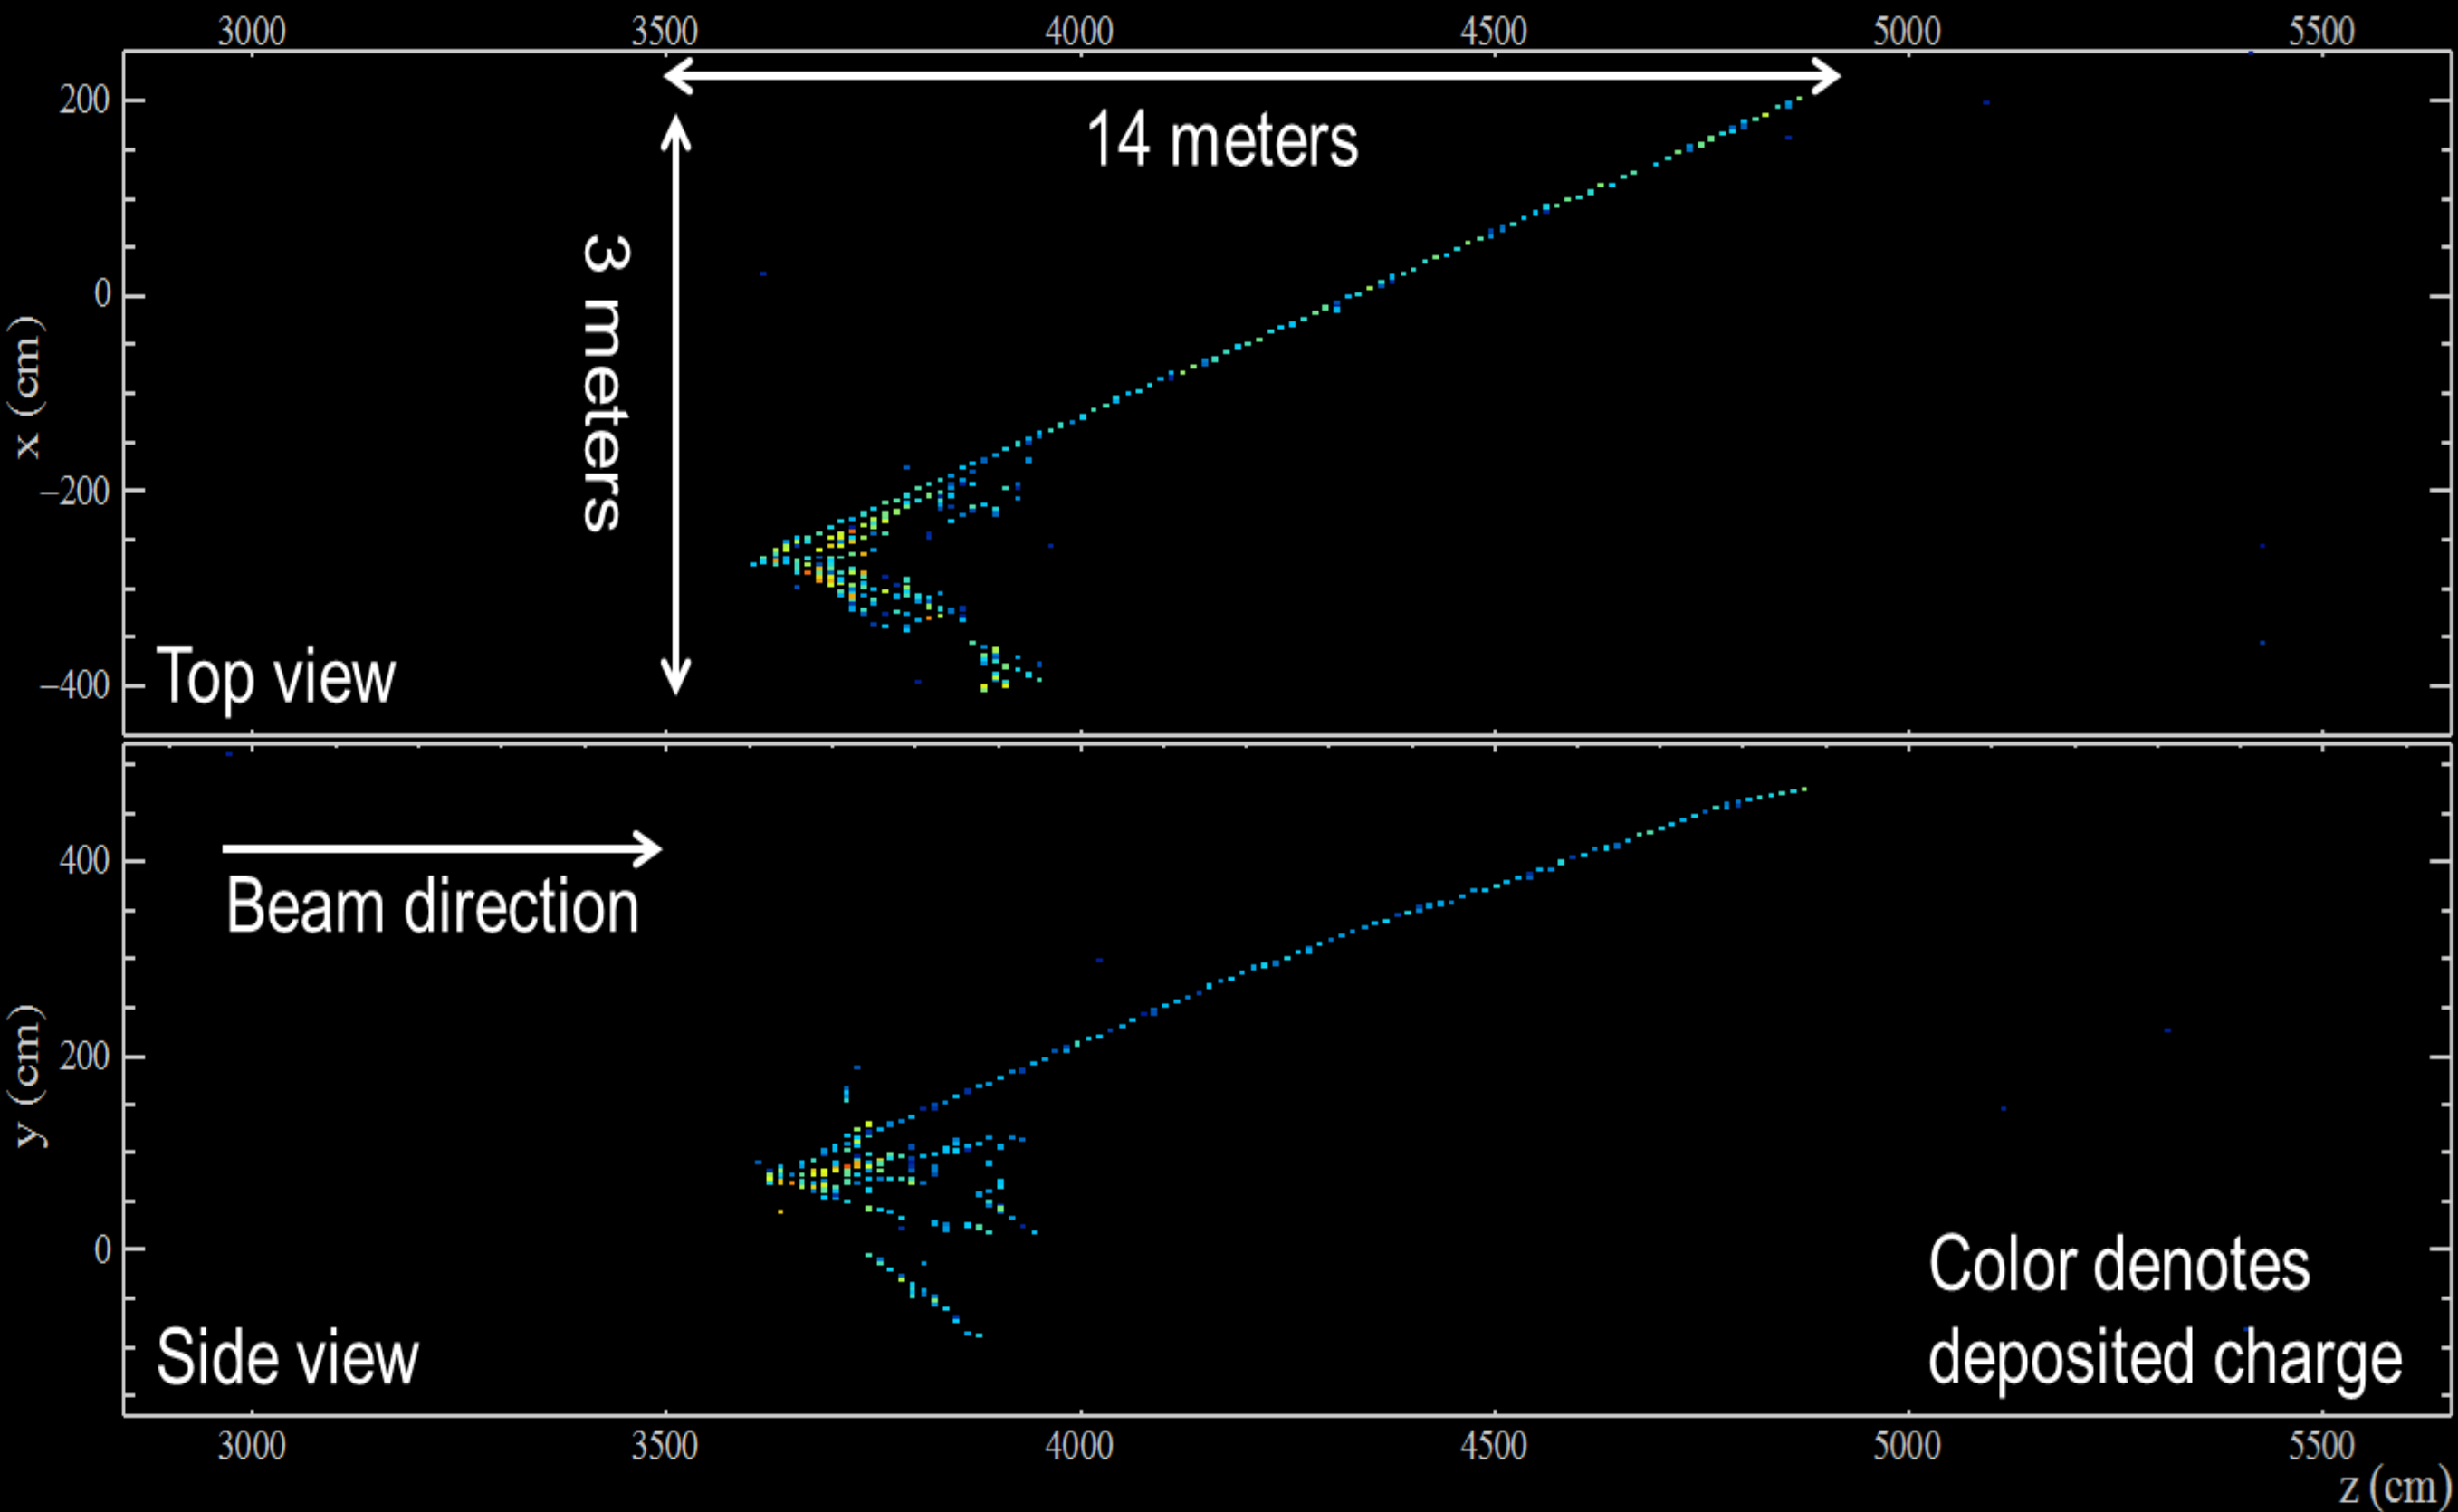 3000 3500 4000 4500 5000 5500
14 meters
3 meters
200
0
−200
−400
x (cm)
Top view
Beam direction
400
200
0
y (cm)
Side view
Color denotes
deposited charge
3000 3500 4000 4500 5000 5500
z (cm)